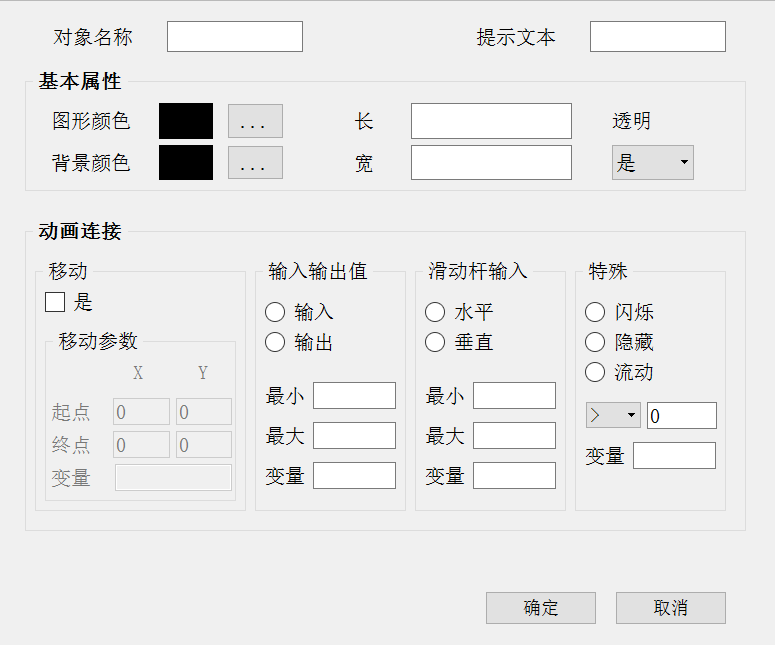 对象名称 提示文本
基本属性
图形颜色 ... 长 透明
背景颜色 ... 宽 是
动画连接
移动 输入输出值 滑动杆输入 特殊
是 输入 水平 闪烁
移动参数 输出 垂直 隐藏
X Y 流动
起点 0 0 最小 最小 > 0
终点 0 0 最大 最大 变量
变量 变量 变量
确定 取消